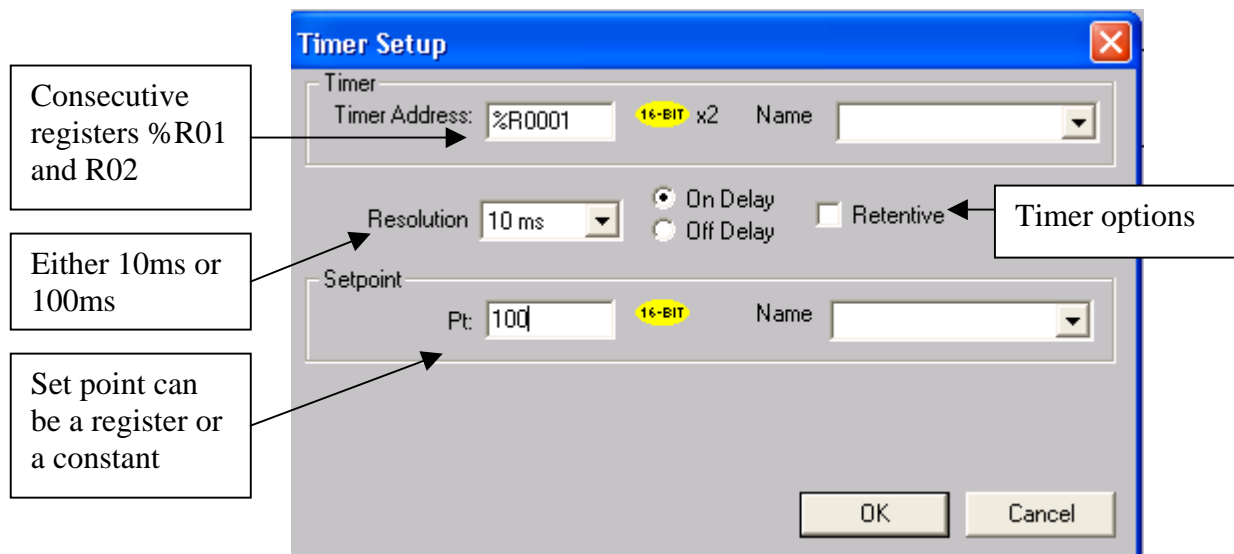 Timer Setup
Consecutive
registers %R01
and R02
Timer
Timer Address: %R0001 16-BIT x2 Name
Resolution 10 ms
On Delay
Off Delay
Retentive
Timer options
Either 10ms or
100ms
Setpoint
Pt: 100 16-BIT Name
Set point can
be a register or
a constant
OK Cancel